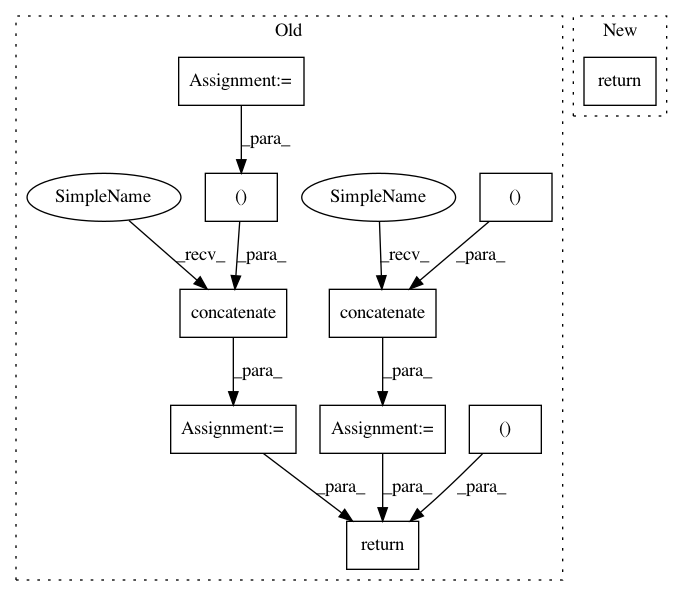 Old
New
Assignment:=
return
_para_
SimpleName
()
SimpleName
()
_recv_
_para_
_recv_
_para_
concatenate
concatenate
_para_
_para_
Assignment:=
Assignment:=
()
_para_
_para_
_para_
return